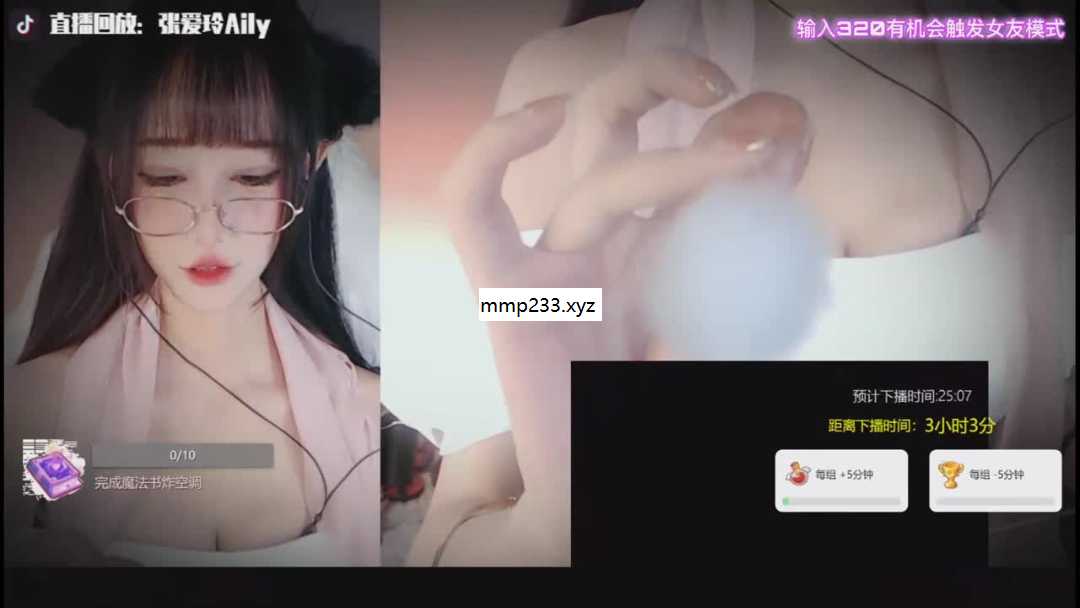 直播回放：张爱玲Aily
输入320有机会触发女友模式
mmp233.xyz
预计下播时间:25:07
距离下播时间：3小时3分
每组 +5分钟
每组 -5分钟
0/10
完成魔法书炸空调